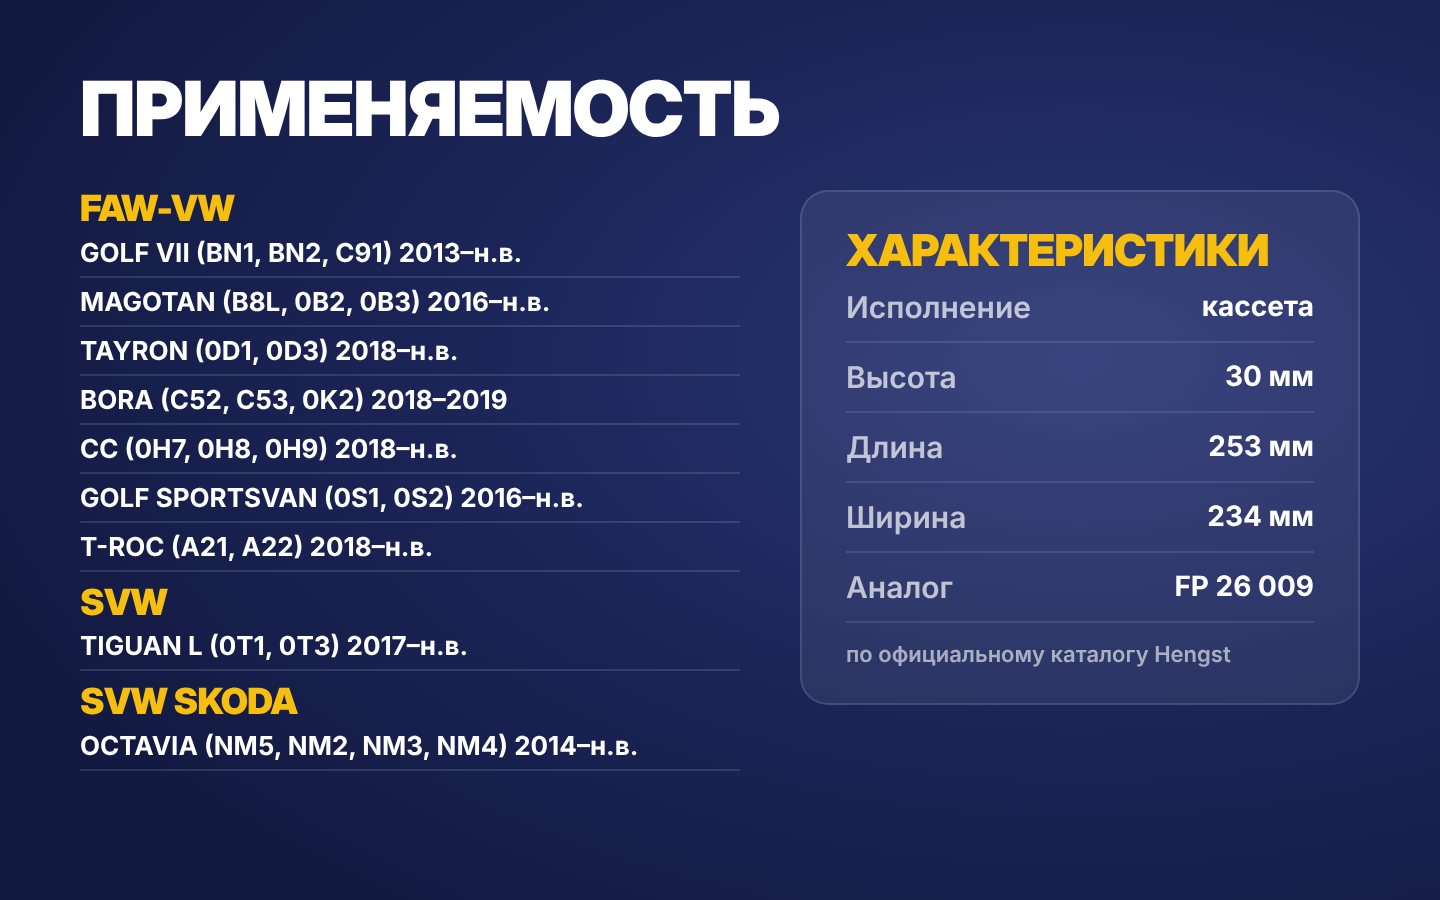 ПРИМЕНЯЕМОСТЬ
FAW-VW
GOLF VII (BN1, BN2, C91) 2013–н.в.
MAGOTAN (B8L, 0B2, 0B3) 2016–н.в.
TAYRON (0D1, 0D3) 2018–н.в.
BORA (C52, C53, 0K2) 2018–2019
CC (0H7, 0H8, 0H9) 2018–н.в.
GOLF SPORTSVAN (0S1, 0S2) 2016–н.в.
T-ROC (A21, A22) 2018–н.в.
SVW
TIGUAN L (0T1, 0T3) 2017–н.в.
SVW SKODA
OCTAVIA (NM5, NM2, NM3, NM4) 2014–н.в.
ХАРАКТЕРИСТИКИ
Исполнение кассета
Высота 30 мм
Длина 253 мм
Ширина 234 мм
Аналог FP 26 009
по официальному каталогу Hengst